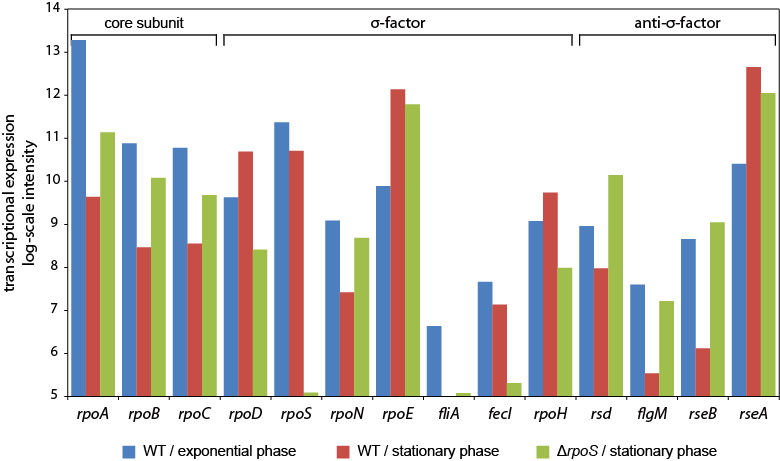 core subunit σ-factor anti-σ-factor
transcriptional expression
log-scale intensity
14
13
12
11
10
9
8
7
6
5
rpoA rpoB rpoC rpoD rpoS rpoN rpoE fliA fecI rpoH rsd flgM rseB rseA
WT / exponential phase WT / stationary phase ΔrpoS / stationary phase